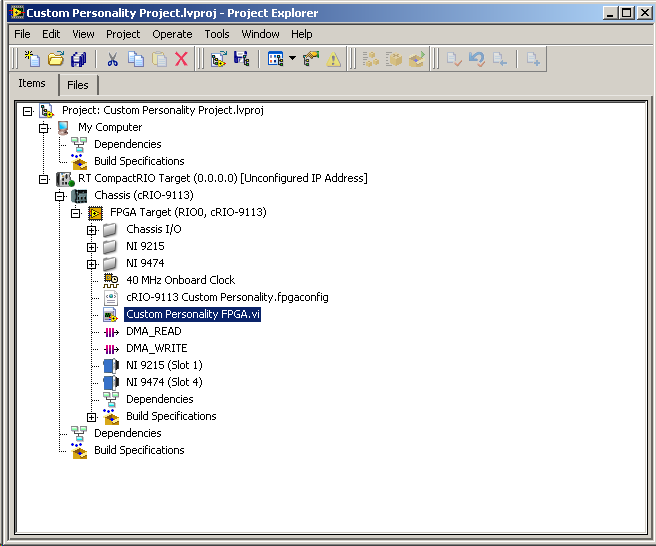 Custom Personality Project.lvproj - Project Explorer
File Edit View Project Operate Tools Window Help
Items Files
Project: Custom Personality Project.lvproj
My Computer
Dependencies
Build Specifications
RT CompactRIO Target (0.0.0.0) [Unconfigured IP Address]
Chassis (cRIO-9113)
FPGA Target (RIO0, cRIO-9113)
Chassis I/O
NI 9215
NI 9474
40 MHz Onboard Clock
cRIO-9113 Custom Personality.fpgaconfig
Custom Personality FPGA.vi
DMA_READ
DMA_WRITE
NI 9215 (Slot 1)
NI 9474 (Slot 4)
Dependencies
Build Specifications
Dependencies
Build Specifications